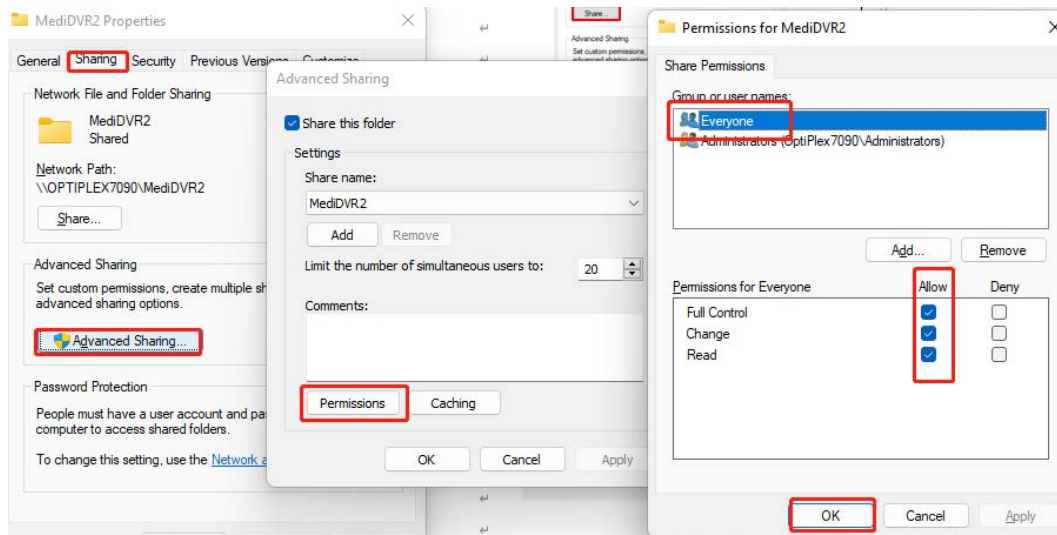 MediDVR2 Properties
General Sharing Security Previous Versions Customize
Network File and Folder Sharing
MediDVR2
Shared
Network Path:
\\OPTIPLEX7090\MediDVR2
Share...
Advanced Sharing
Set custom permissions, create multiple sh
advanced sharing options.
Advanced Sharing...
Password Protection
People must have a user account and pa
computer to access shared folders.
To change this setting, use the Network a
Share...
Advanced Sharing
Set custom permissions,
Advanced Sharing
Share this folder
Settings
Share name:
MediDVR2
Add Remove
Limit the number of simultaneous users to: 20
Comments:
Permissions Caching
OK Cancel Apply
Permissions for MediDVR2
Share Permissions
Group or user names:
Everyone
Administrators (OptiPlex7090\Administrators)
Add... Remove
Permissions for Everyone Allow Deny
Full Control
Change
Read
OK Cancel Apply